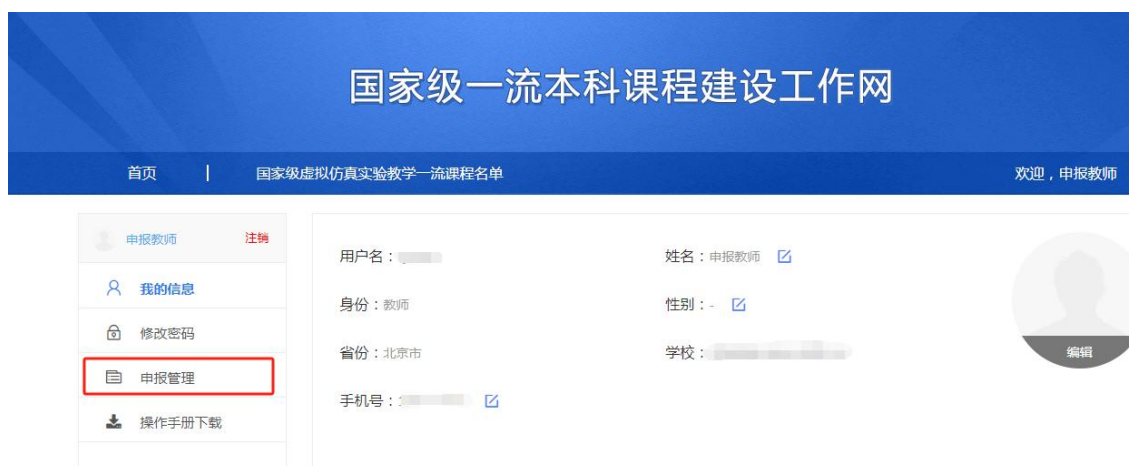 国家级一流本科课程建设工作网
首页 | 国家级虚拟仿真实验教学一流课程名单 欢迎，申报教师
申报教师 注销
我的信息
修改密码
申报管理
操作手册下载
用户名： 姓名：申报教师
身份：教师 性别：-
省份：北京市 学校：
手机号：
编辑